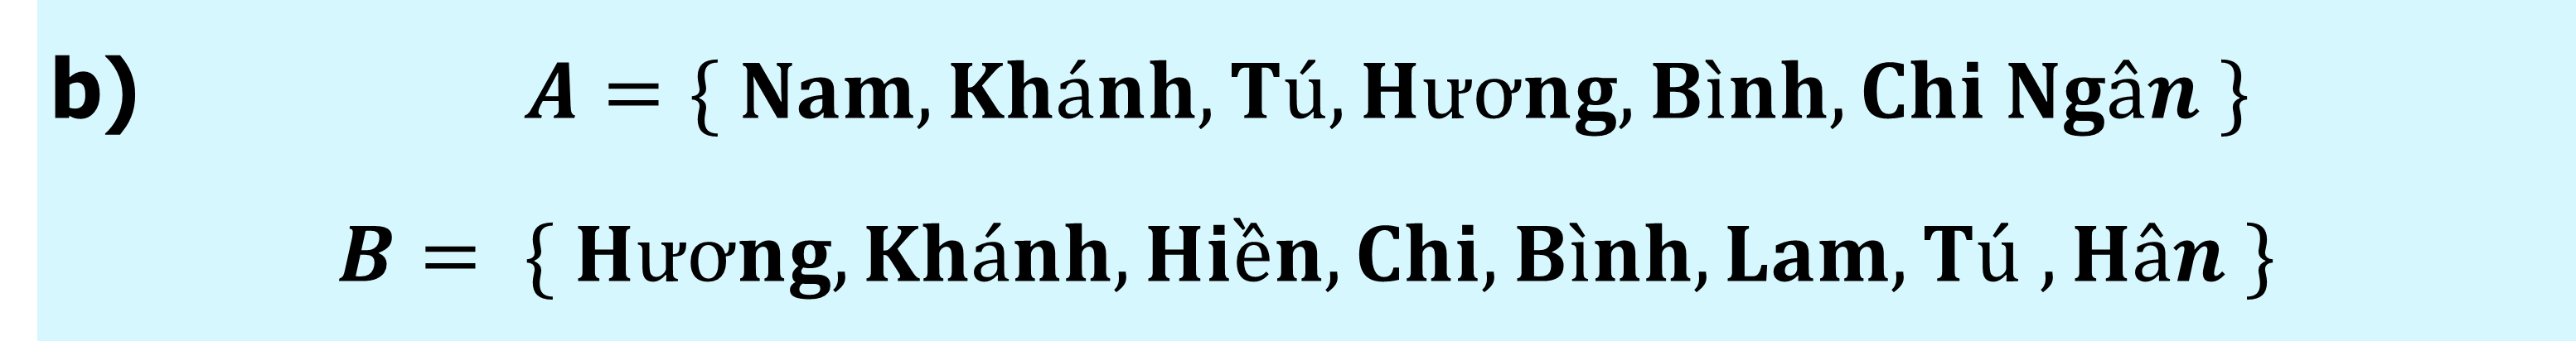 b) A = { Nam, Khánh, Tú, Hương, Bình, Chi Ngân }
B = { Hương, Khánh, Hiền, Chi, Bình, Lam, Tú , Hân }